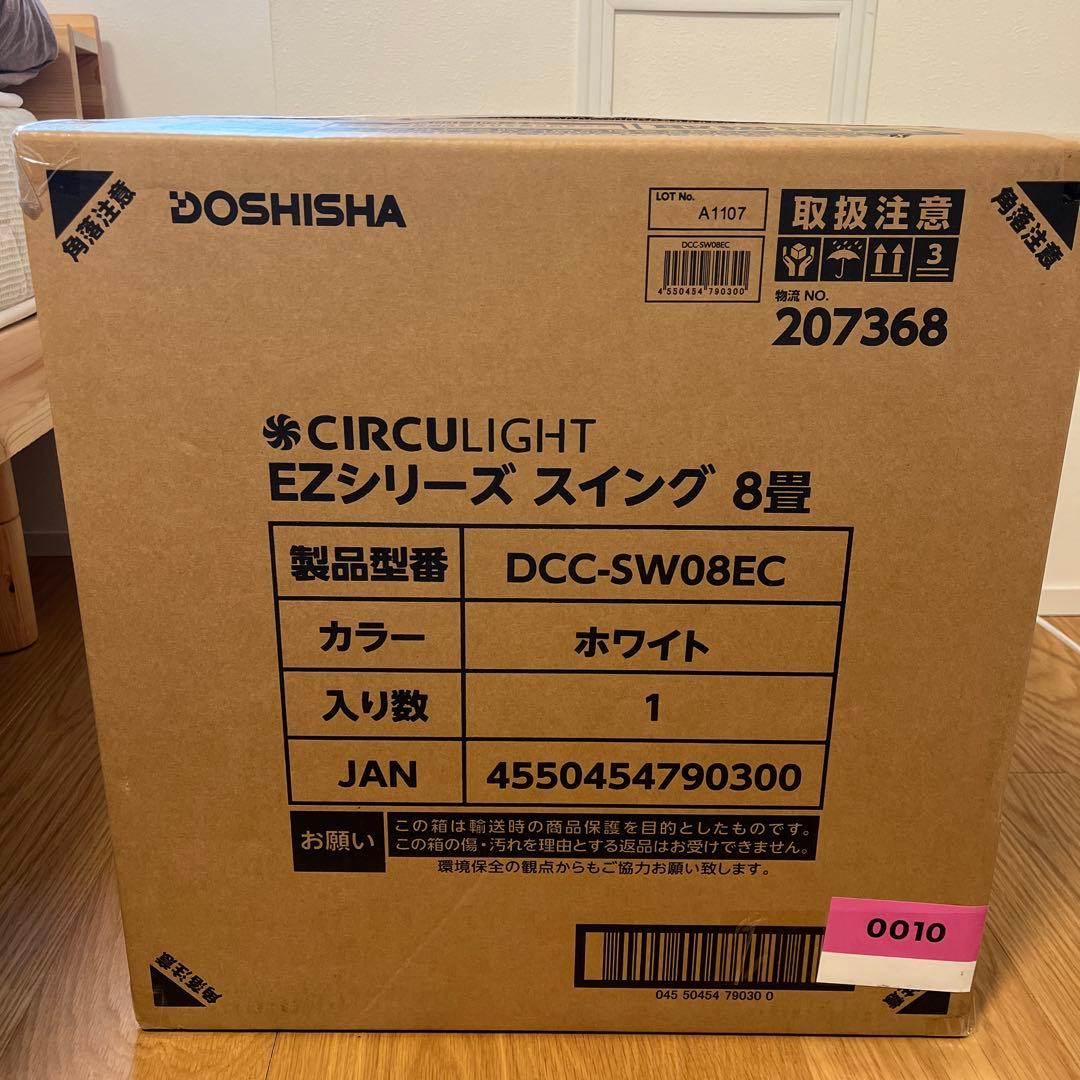 角落注意
DOSHISHA
LOT No.
A1107
DCC-SW08EC
4 550454 790300
取扱注意
3
物流 NO.
207368
角落注意
CIRCULIGHT
EZシリーズ スイング 8畳
製品型番 DCC-SW08EC
カラー ホワイト
入り数 1
JAN 4550454790300
お願い
この箱は輸送時の商品保護を目的としたものです。
この箱の傷・汚れを理由とする返品はお受けできません。
環境保全の観点からもご協力お願い致します。
0010
045 50454 79030 0
角落注意